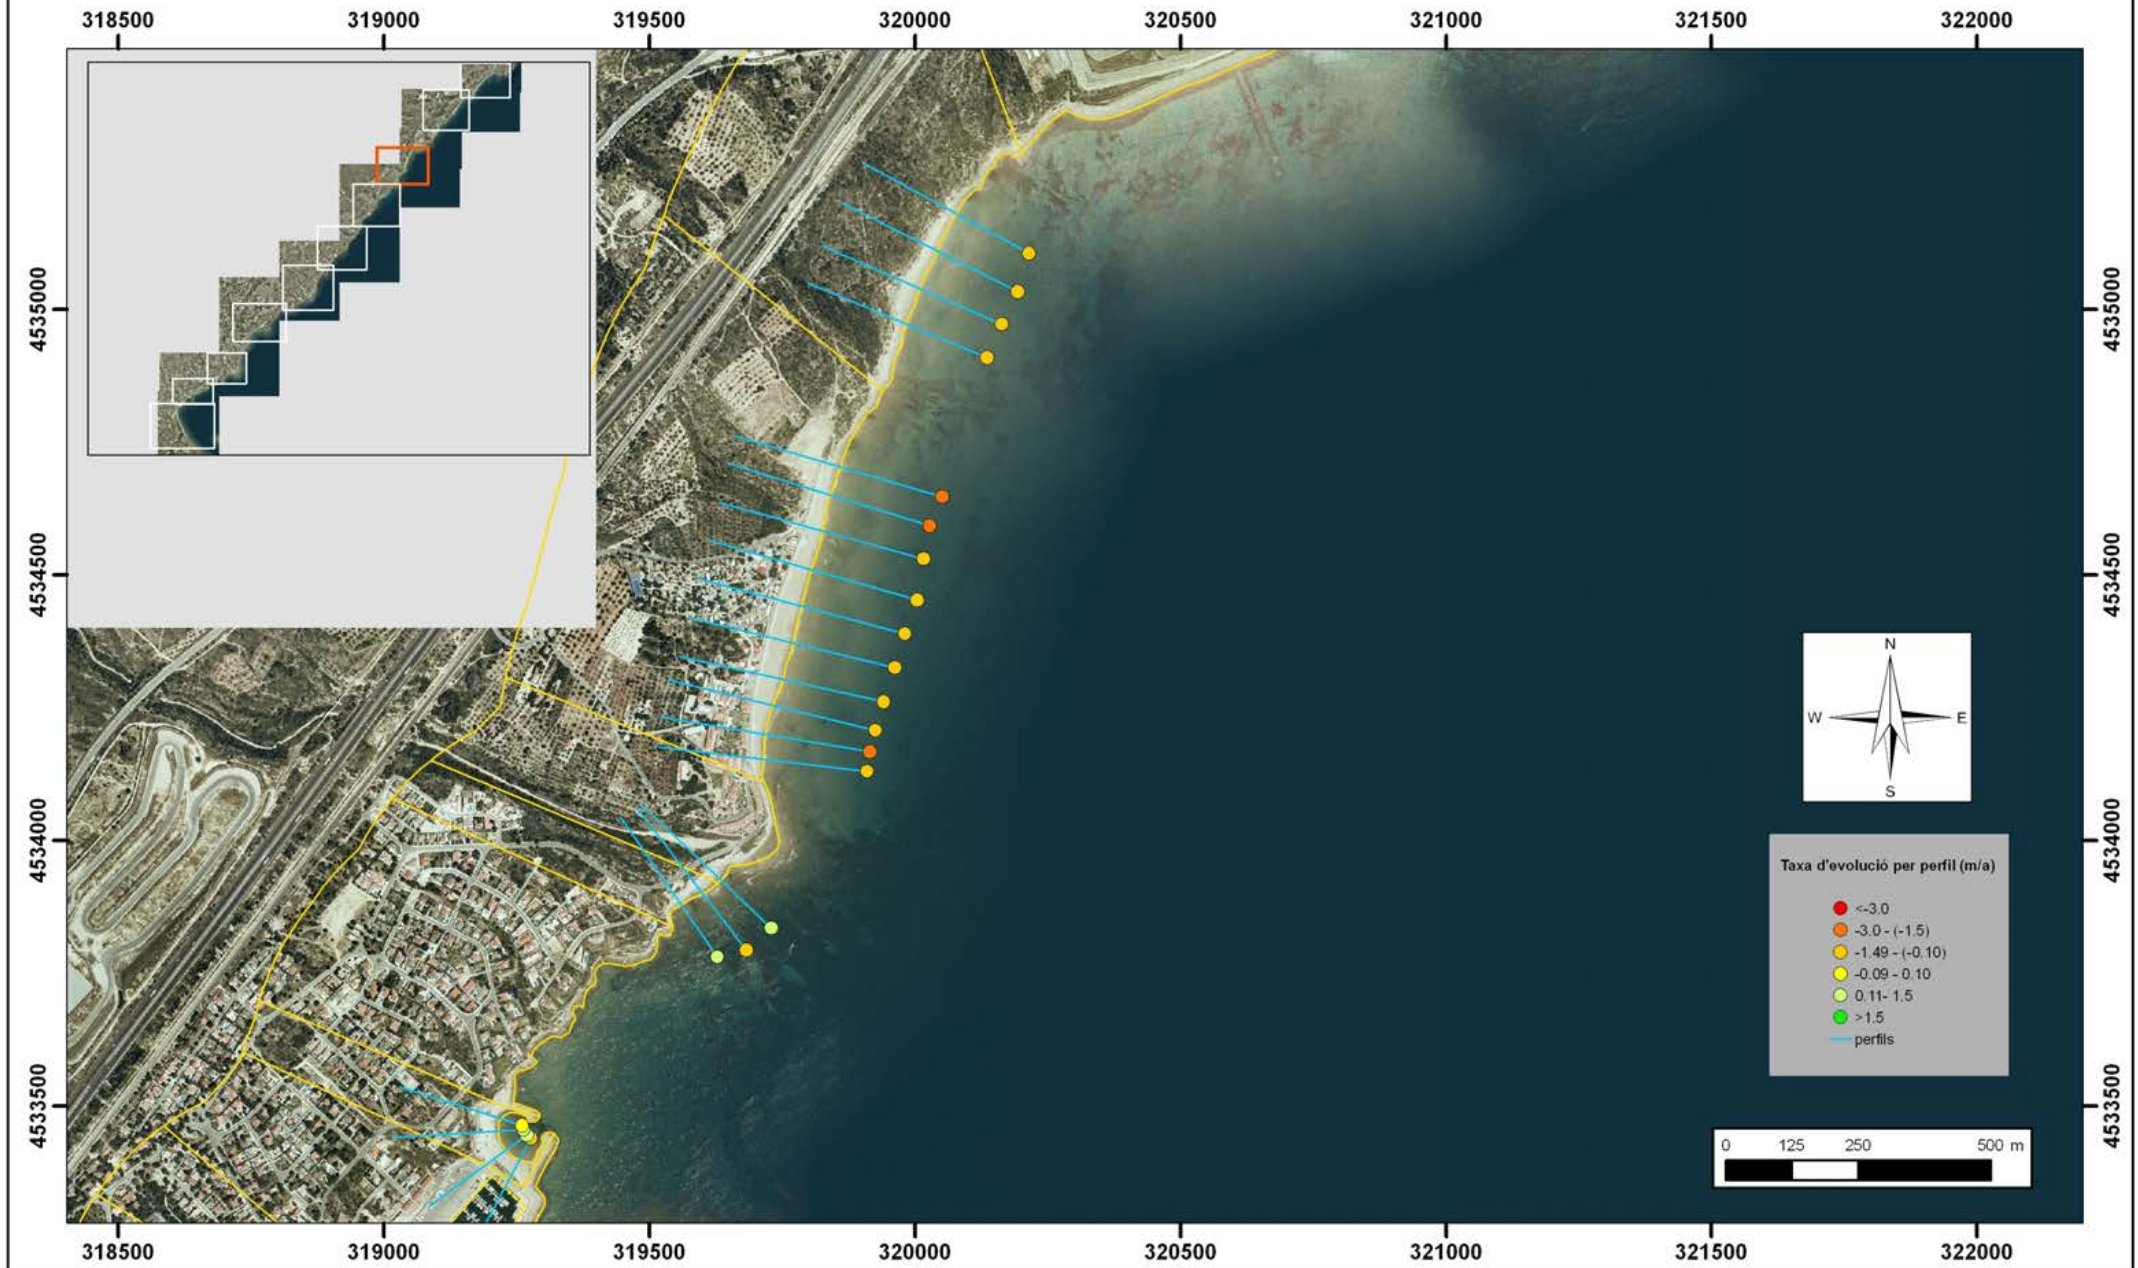 318500 319000 319500 320000 320500 321000 321500 322000
4535000 4535000
4534500 4534500
N
W E
S
4534000 4534000
Taxa d'evolució per perfil (m/a)
<-3.0
-3.0 - (-1.5)
-1.49 - (-0.10)
-0.09 - 0.10
0.11- 1.5
>1.5
perfils
4533500 4533500
0 125 250 500 m
318500 319000 319500 320000 320500 321000 321500 322000